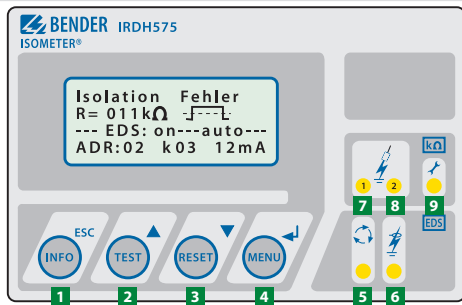 BENDER IRDH575
ISOMETER®
Isolation Fehler
R= 011kΩ
--- EDS: on---auto---
ADR:02 k03 12mA
kΩ
1 2
7 8 9
EDS
ESC
INFO TEST RESET MENU
1 2 3 4 5 6